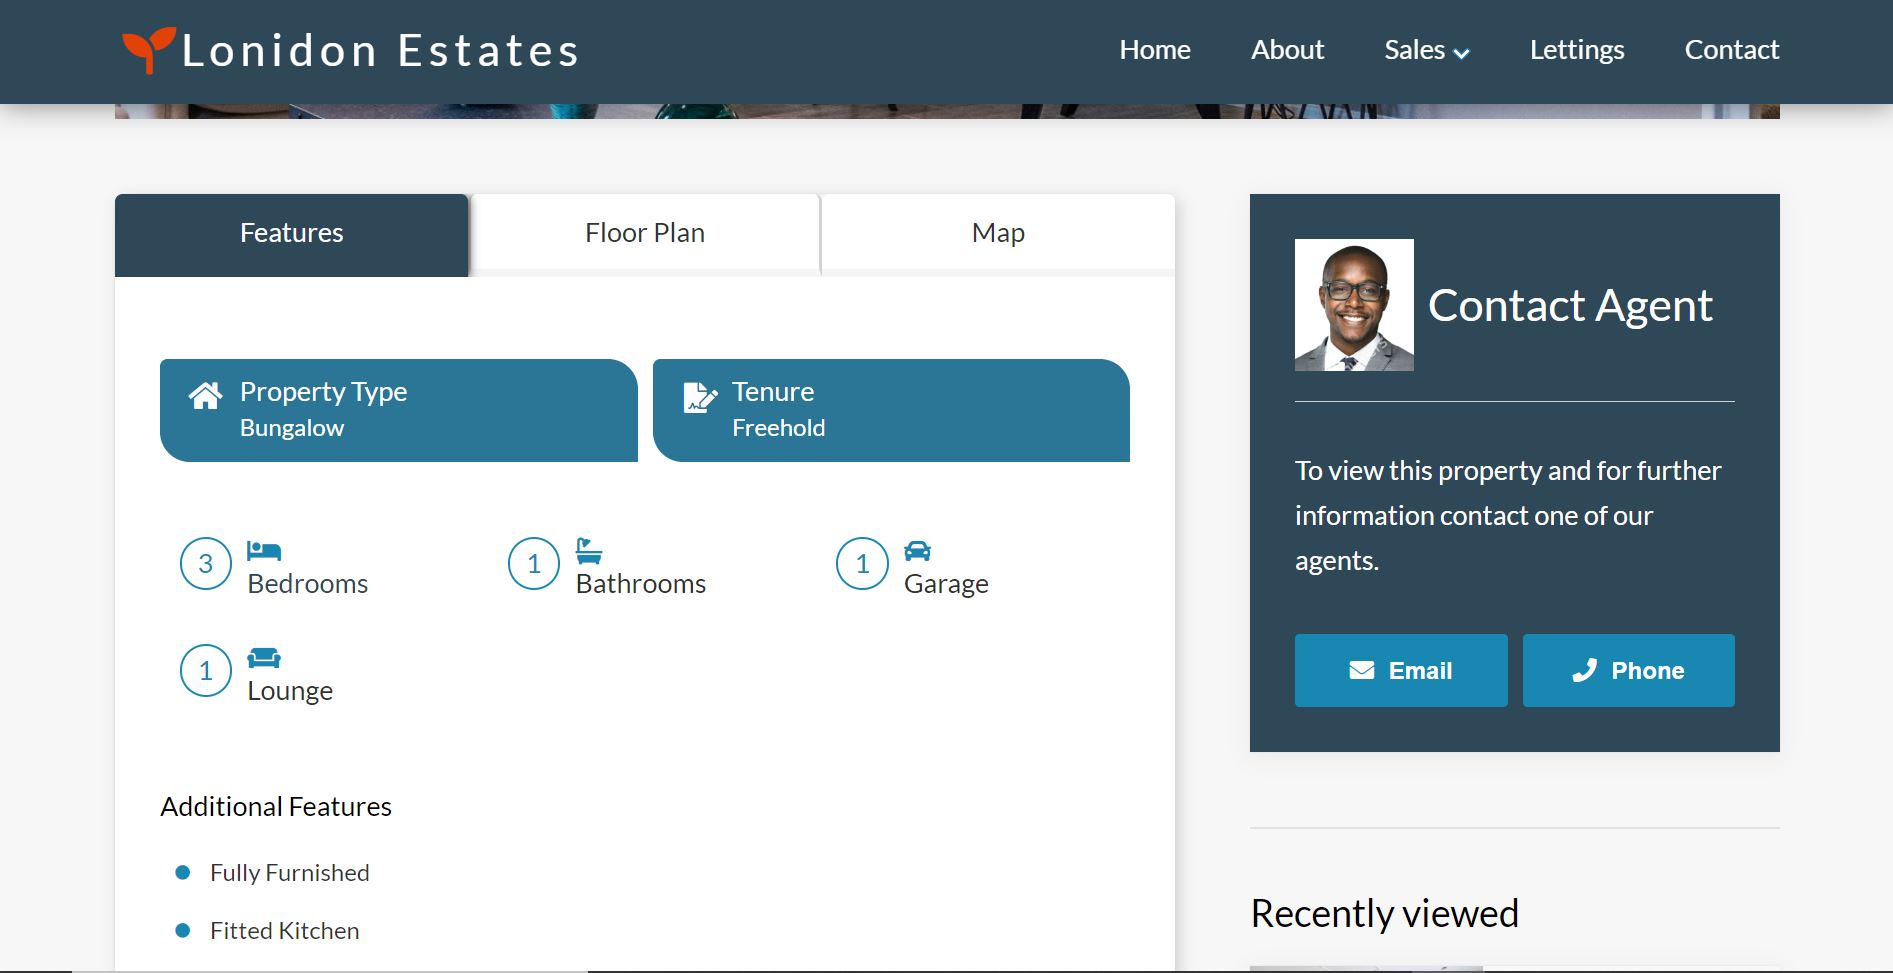 Lonidon Estates
Home
About
Sales
Lettings
Contact
Features
Floor Plan
Map
Property Type
Bungalow
Tenure
Freehold
3
Bedrooms
1
Bathrooms
1
Garage
1
Lounge
Additional Features
Fully Furnished
Fitted Kitchen
Contact Agent
To view this property and for further
information contact one of our
agents.
Email
Phone
Recently viewed